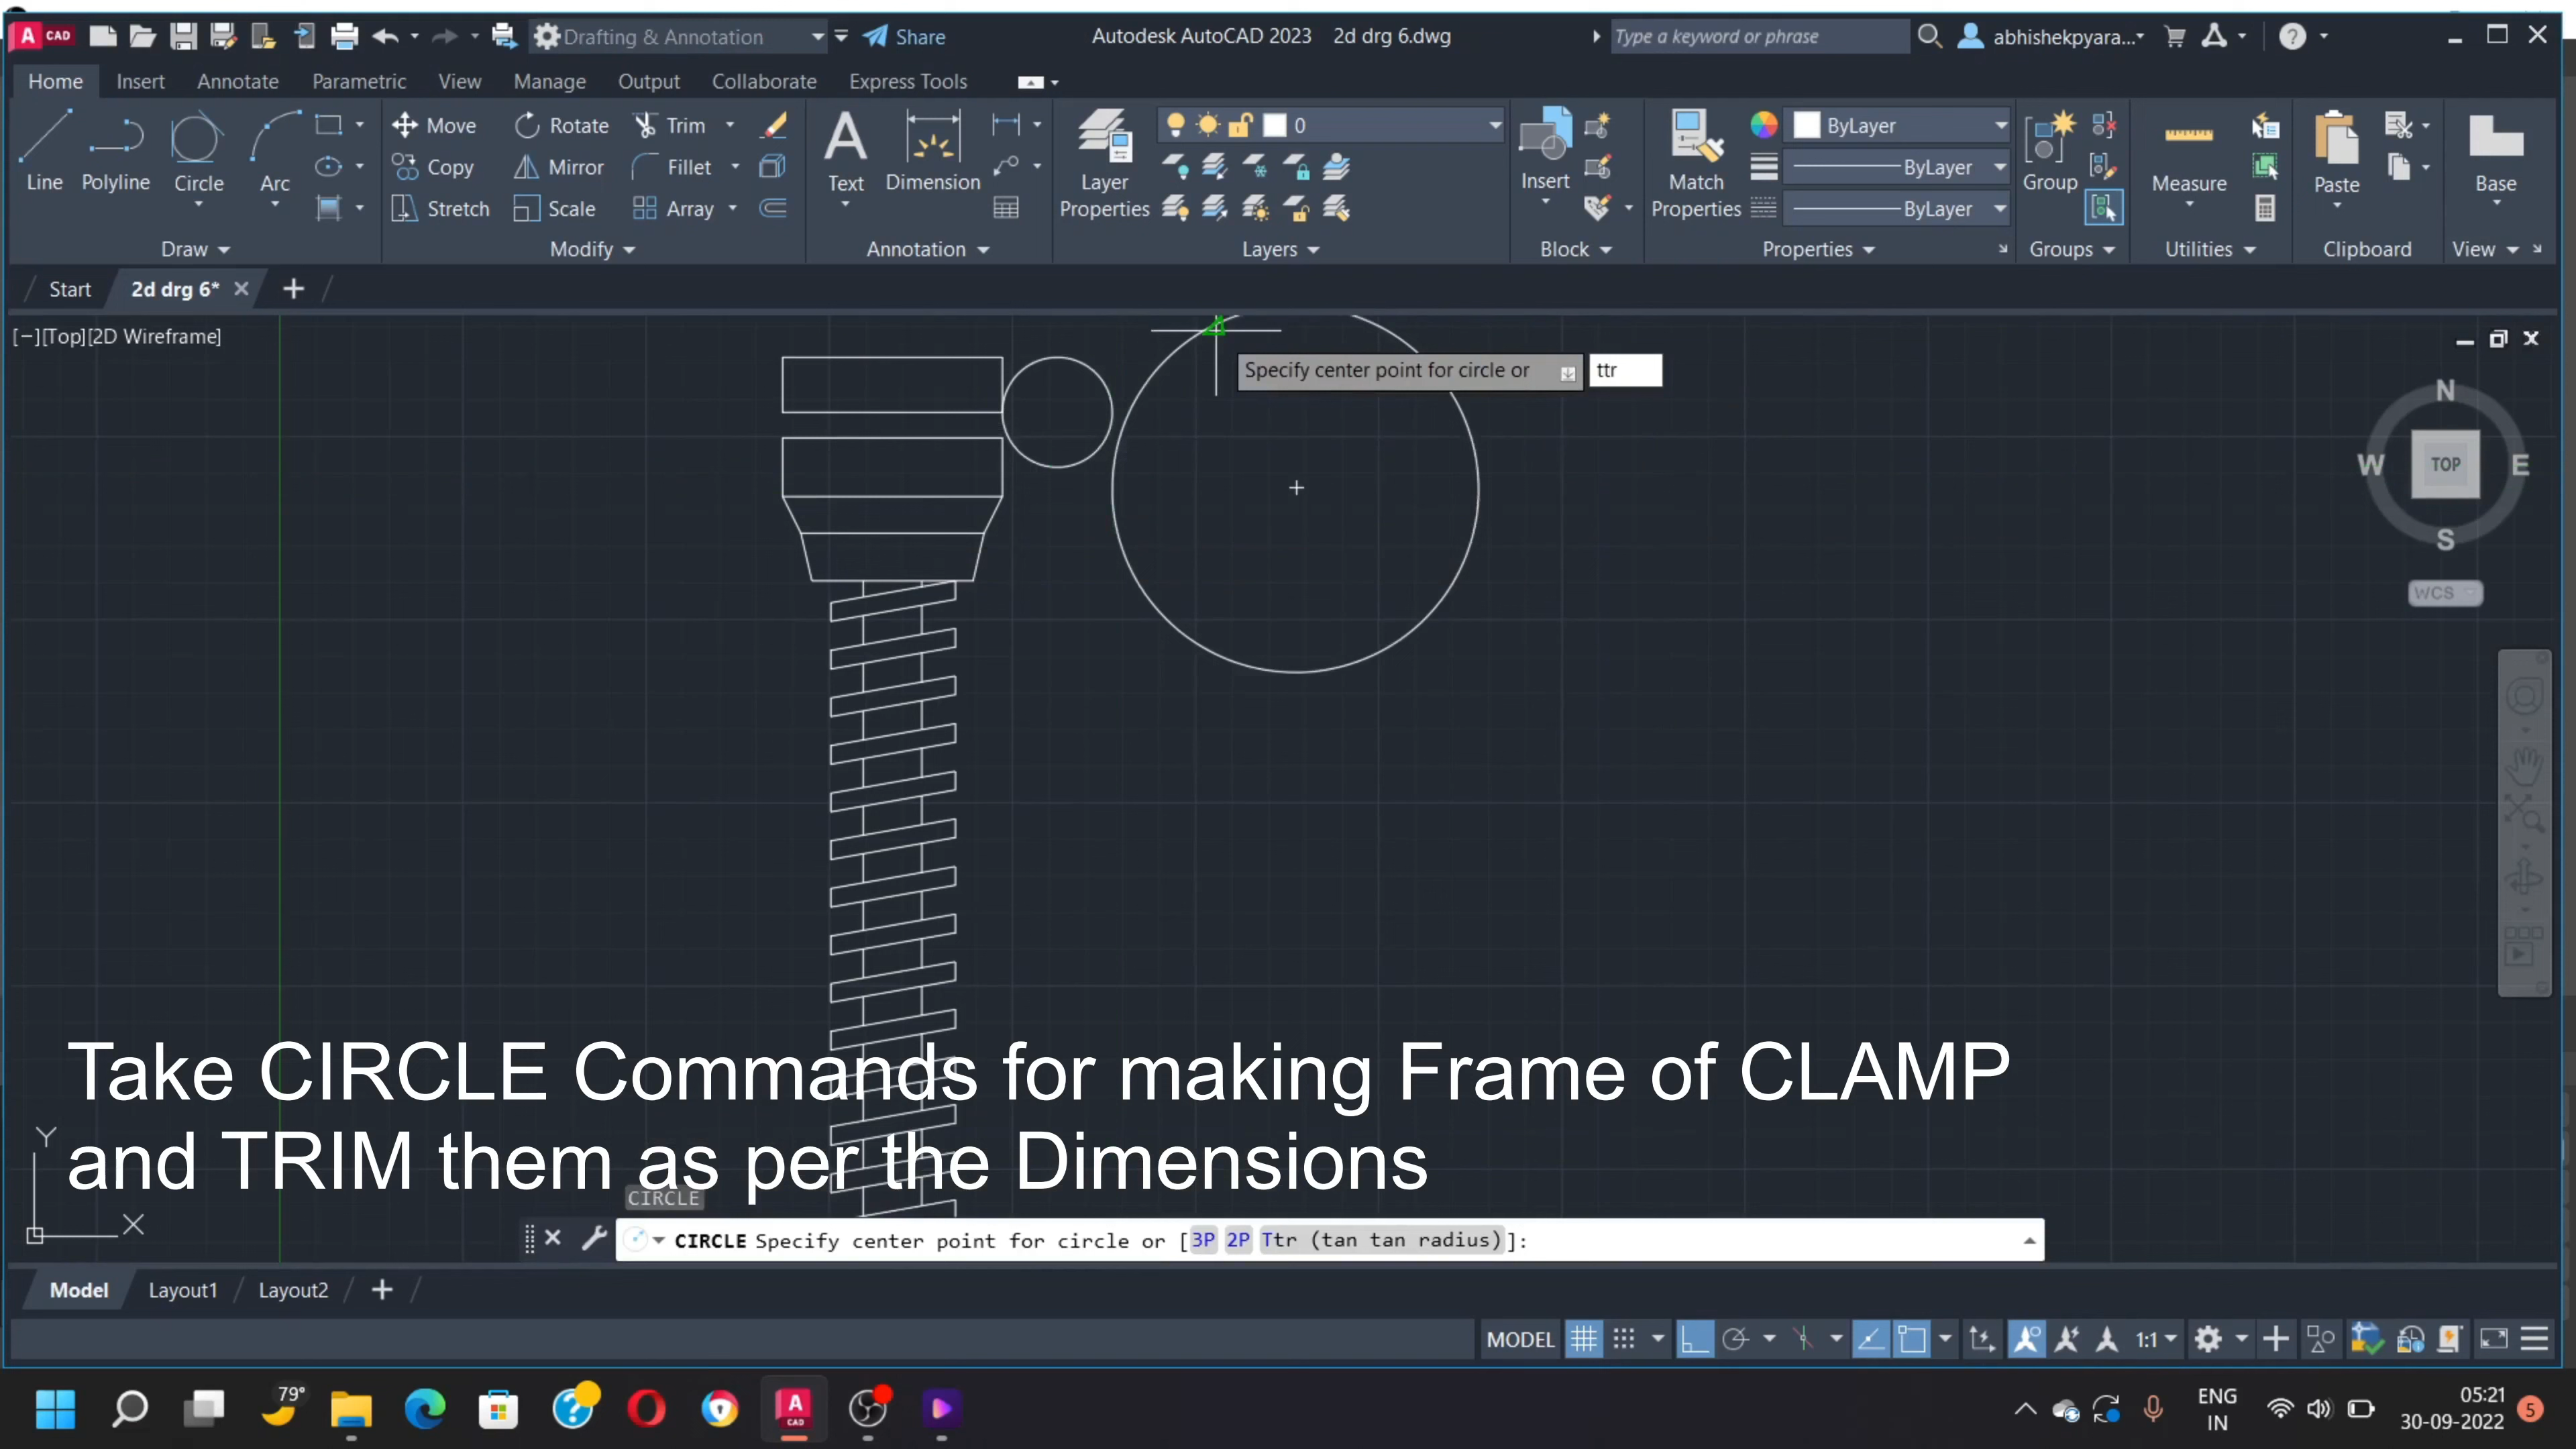 A CAD
Drafting & Annotation
Share
Autodesk AutoCAD 2023 2d drg 6.dwg
Type a keyword or phrase
abhishekpyara...
Home Insert Annotate Parametric View Manage Output Collaborate Express Tools
Line Polyline Circle Arc
Move Rotate Trim
Copy Mirror Fillet
Stretch Scale Array
Text Dimension
Layer Properties
0
Insert
Match Properties
ByLayer
ByLayer
ByLayer
Group
Measure
Paste
Base
Draw Modify Annotation Layers Block Properties Groups Utilities Clipboard View
Start 2d drg 6*
[−][Top][2D Wireframe]
Specify center point for circle or ttr
N
W TOP E
S
WCS
Take CIRCLE Commands for making Frame of CLAMP
and TRIM them as per the Dimensions
Y
X
CIRCLE
CIRCLE Specify center point for circle or [3P 2P Ttr (tan tan radius)]:
Model Layout1 Layout2
MODEL 1:1
79°
A CAD
ENG
IN
05:21
30-09-2022
5